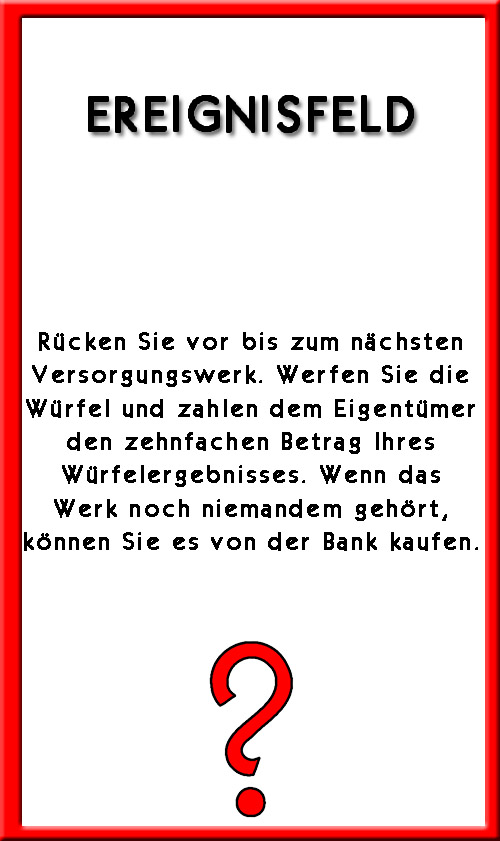 EREIGNISFELD
Rücken Sie vor bis zum nächsten
Versorgungswerk. Werfen Sie die
Würfel und zahlen dem Eigentümer
den zehnfachen Betrag Ihres
Würfelergebnisses. Wenn das
Werk noch niemandem gehört,
können Sie es von der Bank kaufen.
?